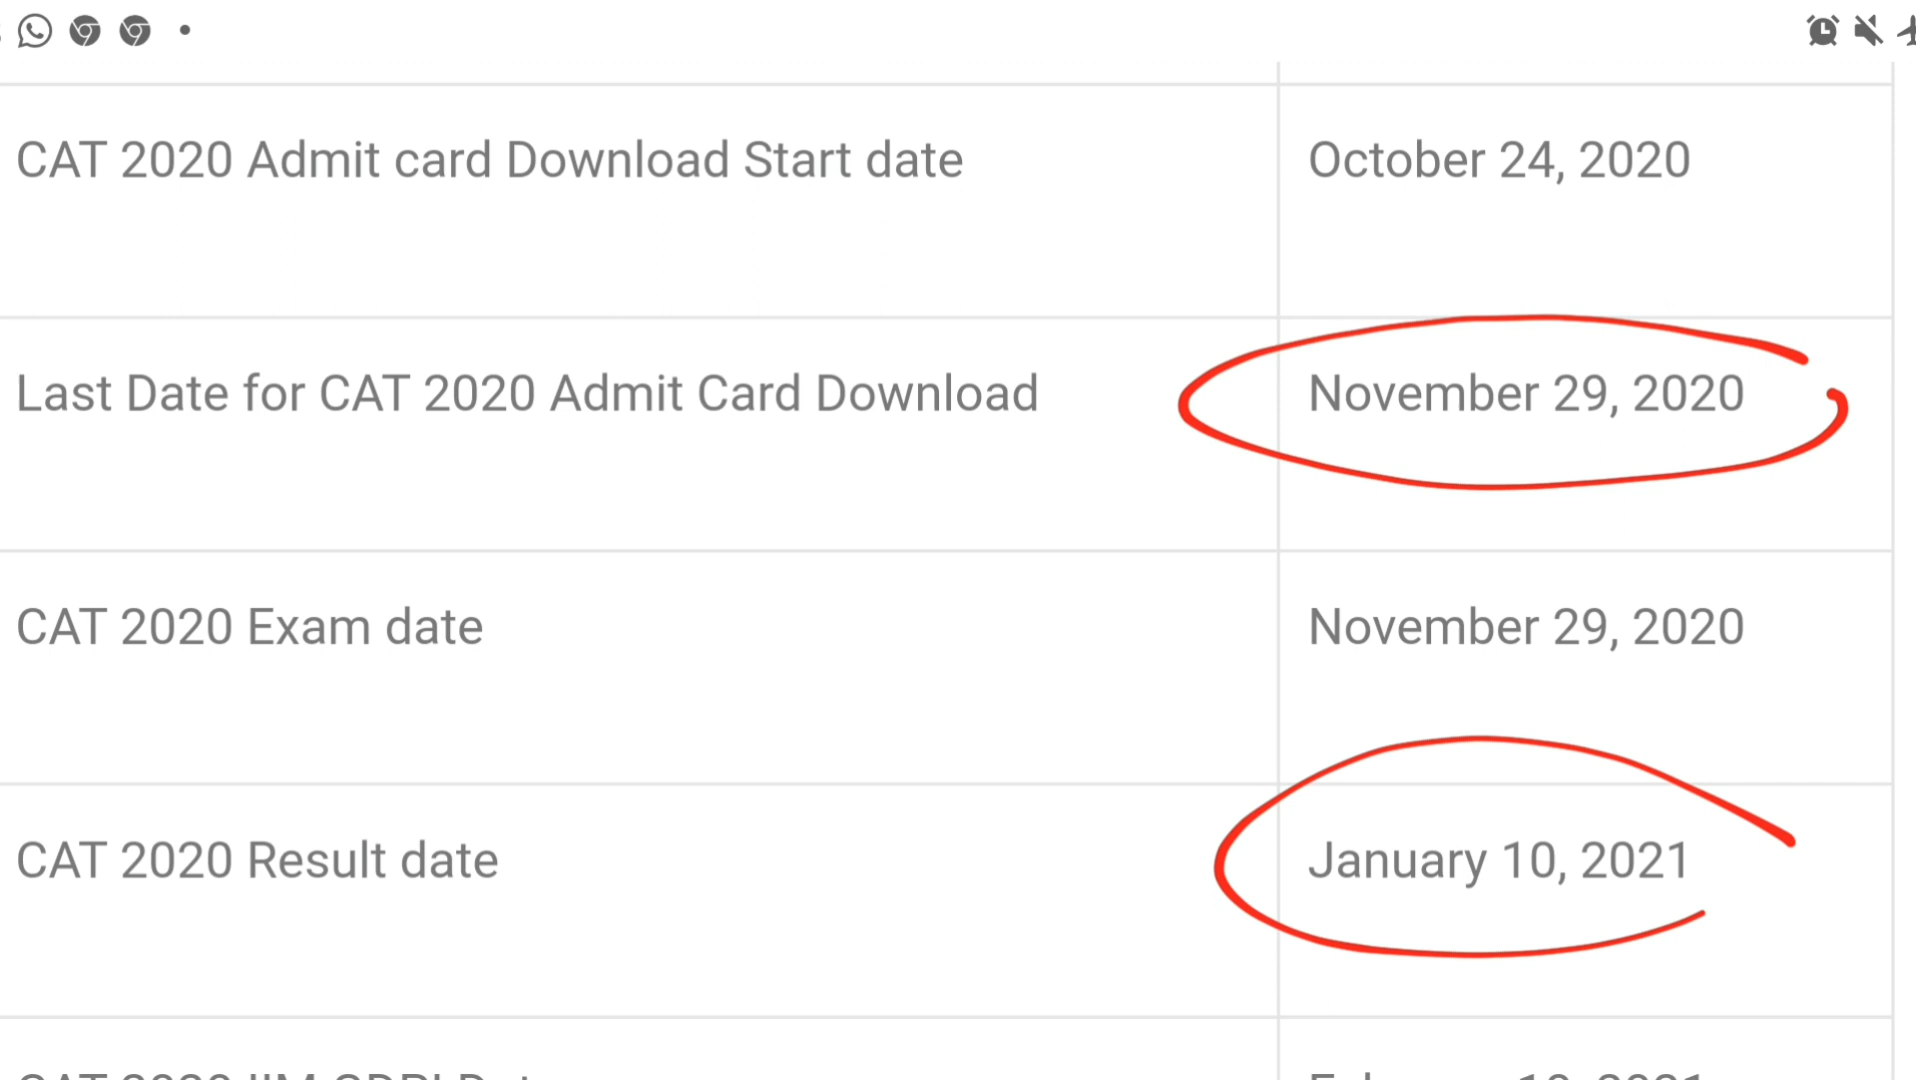 CAT 2020 Admit card Download Start date October 24, 2020
Last Date for CAT 2020 Admit Card Download November 29, 2020
CAT 2020 Exam date November 29, 2020
CAT 2020 Result date January 10, 2021